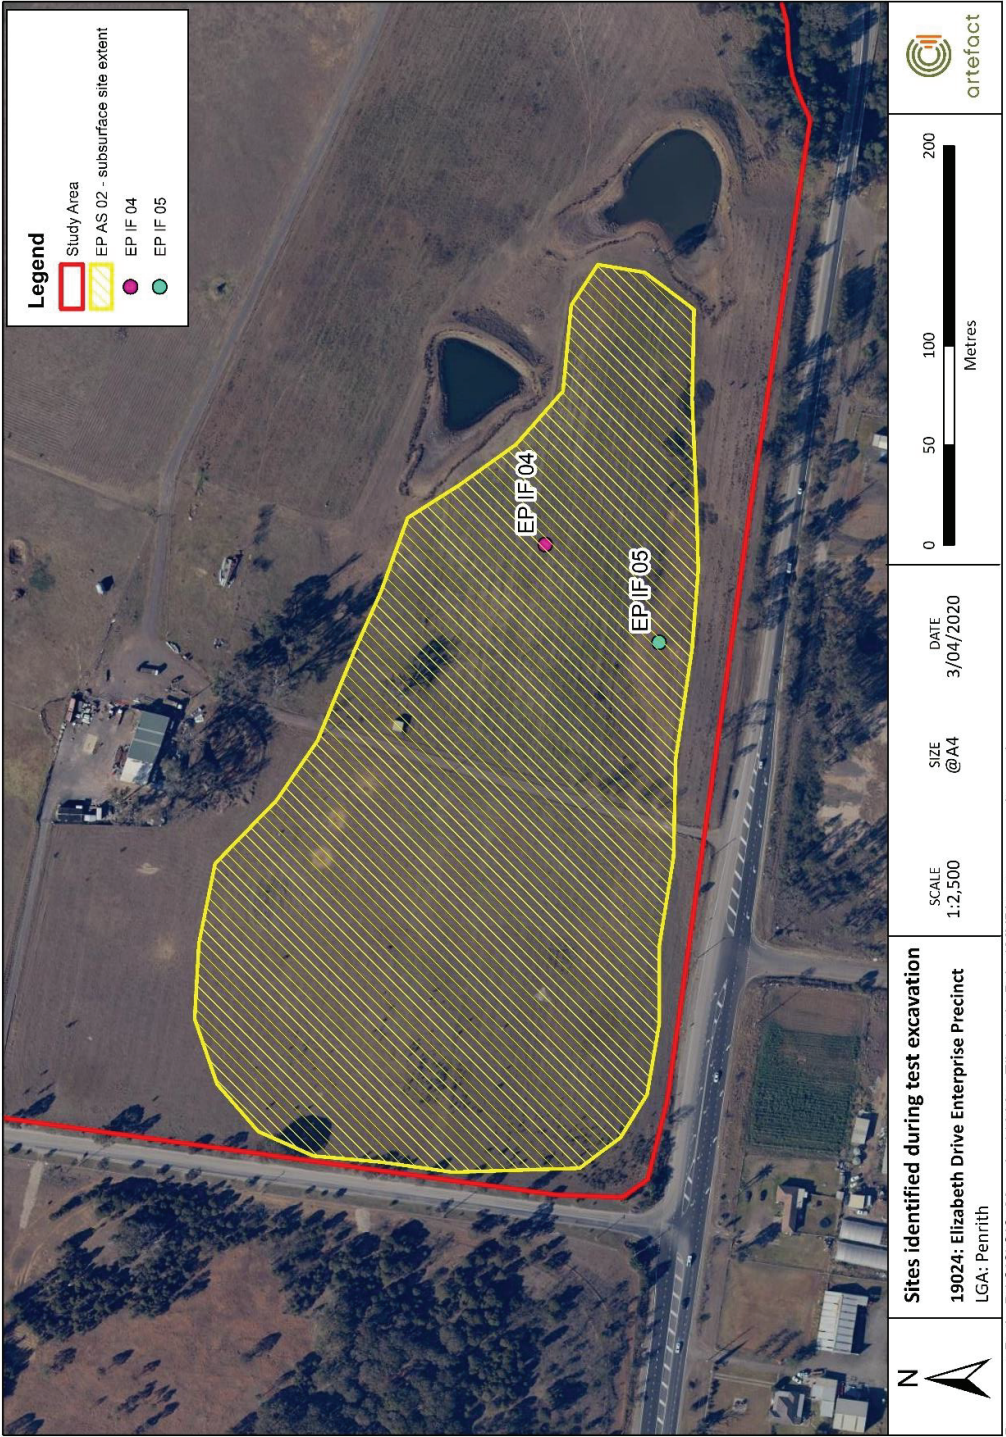 Legend
Study Area
EP AS 02 - subsurface site extent
EP IF 04
EP IF 05
EP IF 04
EP IF 05
N
Sites identified during test excavation
19024: Elizabeth Drive Enterprise Precinct
LGA: Penrith
SCALE
1:2,500
SIZE
@A4
DATE
3/04/2020
0 50 100 200
Metres
artefact